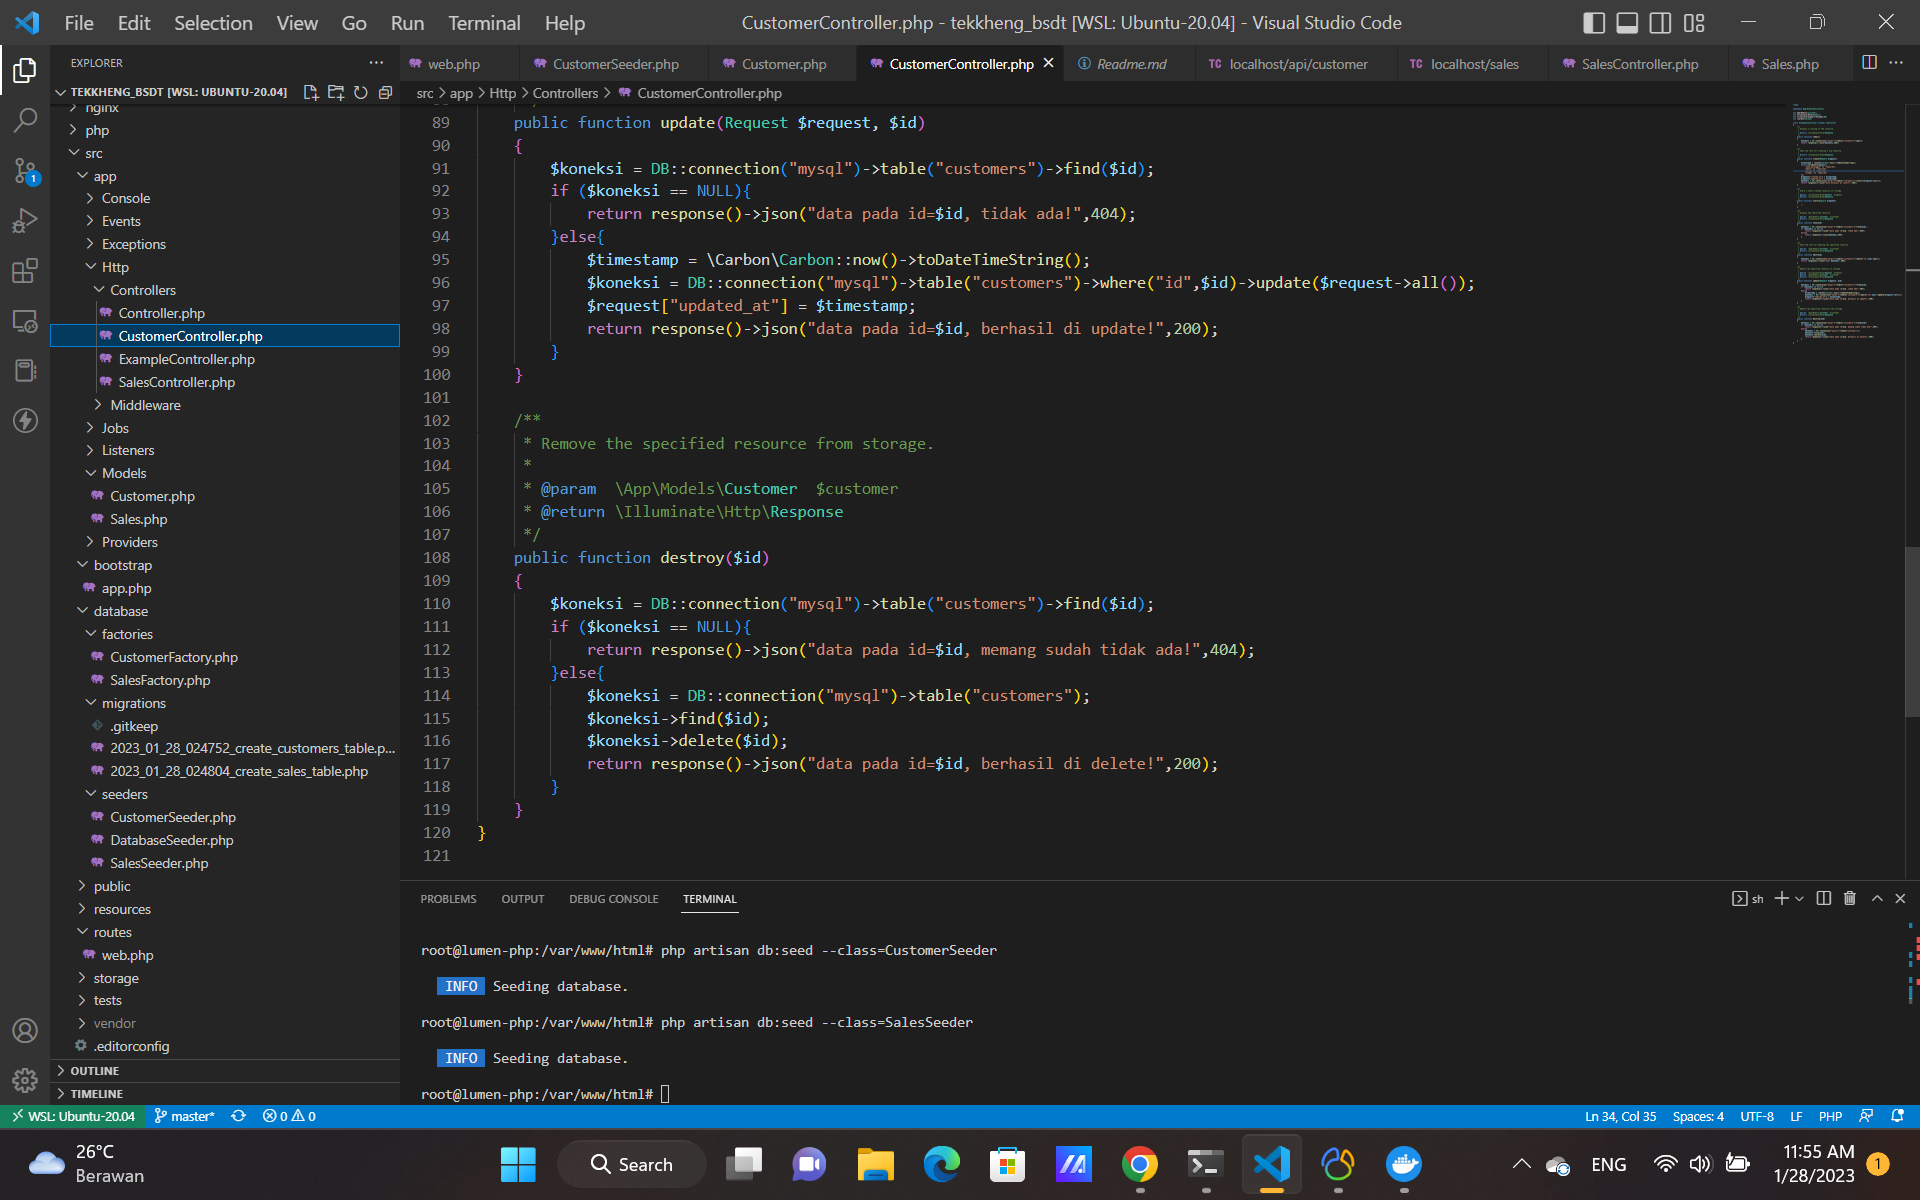 File Edit Selection View Go Run Terminal Help
CustomerController.php - tekkheng_bsdt [WSL: Ubuntu-20.04] - Visual Studio Code
EXPLORER
TEKKHENG_BSDT [WSL: UBUNTU-20.04]
nginx
php
src
app
Console
Events
Exceptions
Http
Controllers
Controller.php
CustomerController.php
ExampleController.php
SalesController.php
Middleware
Jobs
Listeners
Models
Customer.php
Sales.php
Providers
bootstrap
app.php
database
factories
CustomerFactory.php
SalesFactory.php
migrations
.gitkeep
2023_01_28_024752_create_customers_table.p...
2023_01_28_024804_create_sales_table.php
seeders
CustomerSeeder.php
DatabaseSeeder.php
SalesSeeder.php
public
resources
routes
web.php
storage
tests
vendor
.editorconfig
OUTLINE
TIMELINE
web.php CustomerSeeder.php Customer.php CustomerController.php Readme.md TC localhost/api/customer TC localhost/sales SalesController.php Sales.php
src > app > Http > Controllers > CustomerController.php
89 public function update(Request $request, $id)
90 {
91 $koneksi = DB::connection("mysql")->table("customers")->find($id);
92 if ($koneksi == NULL){
93 return response()->json("data pada id=$id, tidak ada!",404);
94 }else{
95 $timestamp = \Carbon\Carbon::now()->toDateTimeString();
96 $koneksi = DB::connection("mysql")->table("customers")->where("id",$id)->update($request->all());
97 $request["updated_at"] = $timestamp;
98 return response()->json("data pada id=$id, berhasil di update!",200);
99 }
100 }
101
102 /**
103 * Remove the specified resource from storage.
104 *
105 * @param \App\Models\Customer $customer
106 * @return \Illuminate\Http\Response
107 */
108 public function destroy($id)
109 {
110 $koneksi = DB::connection("mysql")->table("customers")->find($id);
111 if ($koneksi == NULL){
112 return response()->json("data pada id=$id, memang sudah tidak ada!",404);
113 }else{
114 $koneksi = DB::connection("mysql")->table("customers");
115 $koneksi->find($id);
116 $koneksi->delete($id);
117 return response()->json("data pada id=$id, berhasil di delete!",200);
118 }
119 }
120 }
121
PROBLEMS OUTPUT DEBUG CONSOLE TERMINAL
sh
root@lumen-php:/var/www/html# php artisan db:seed --class=CustomerSeeder
INFO Seeding database.
root@lumen-php:/var/www/html# php artisan db:seed --class=SalesSeeder
INFO Seeding database.
root@lumen-php:/var/www/html#
WSL: Ubuntu-20.04 master* 0 0 Ln 34, Col 35 Spaces: 4 UTF-8 LF PHP
26°C
Berawan
Search
ENG
11:55 AM
1/28/2023
1